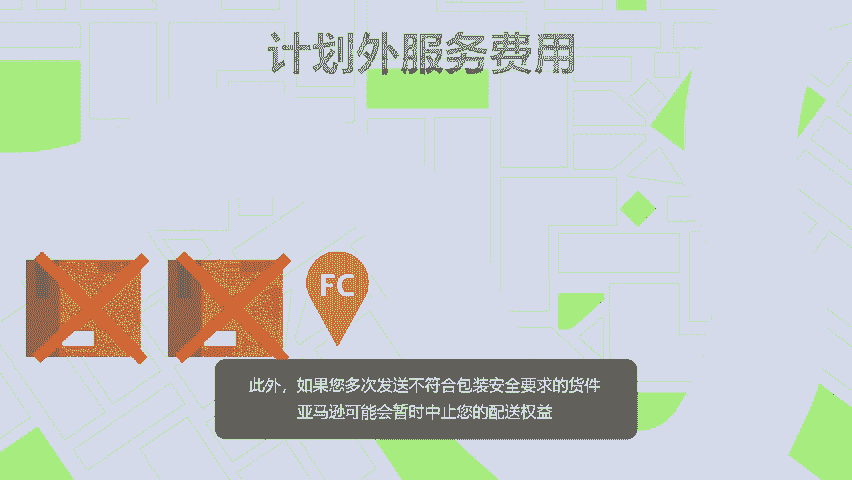 计划外服务费用
FC
此外，如果您多次发送不符合包装安全要求的货件
亚马逊可能会暂时中止您的配送权益